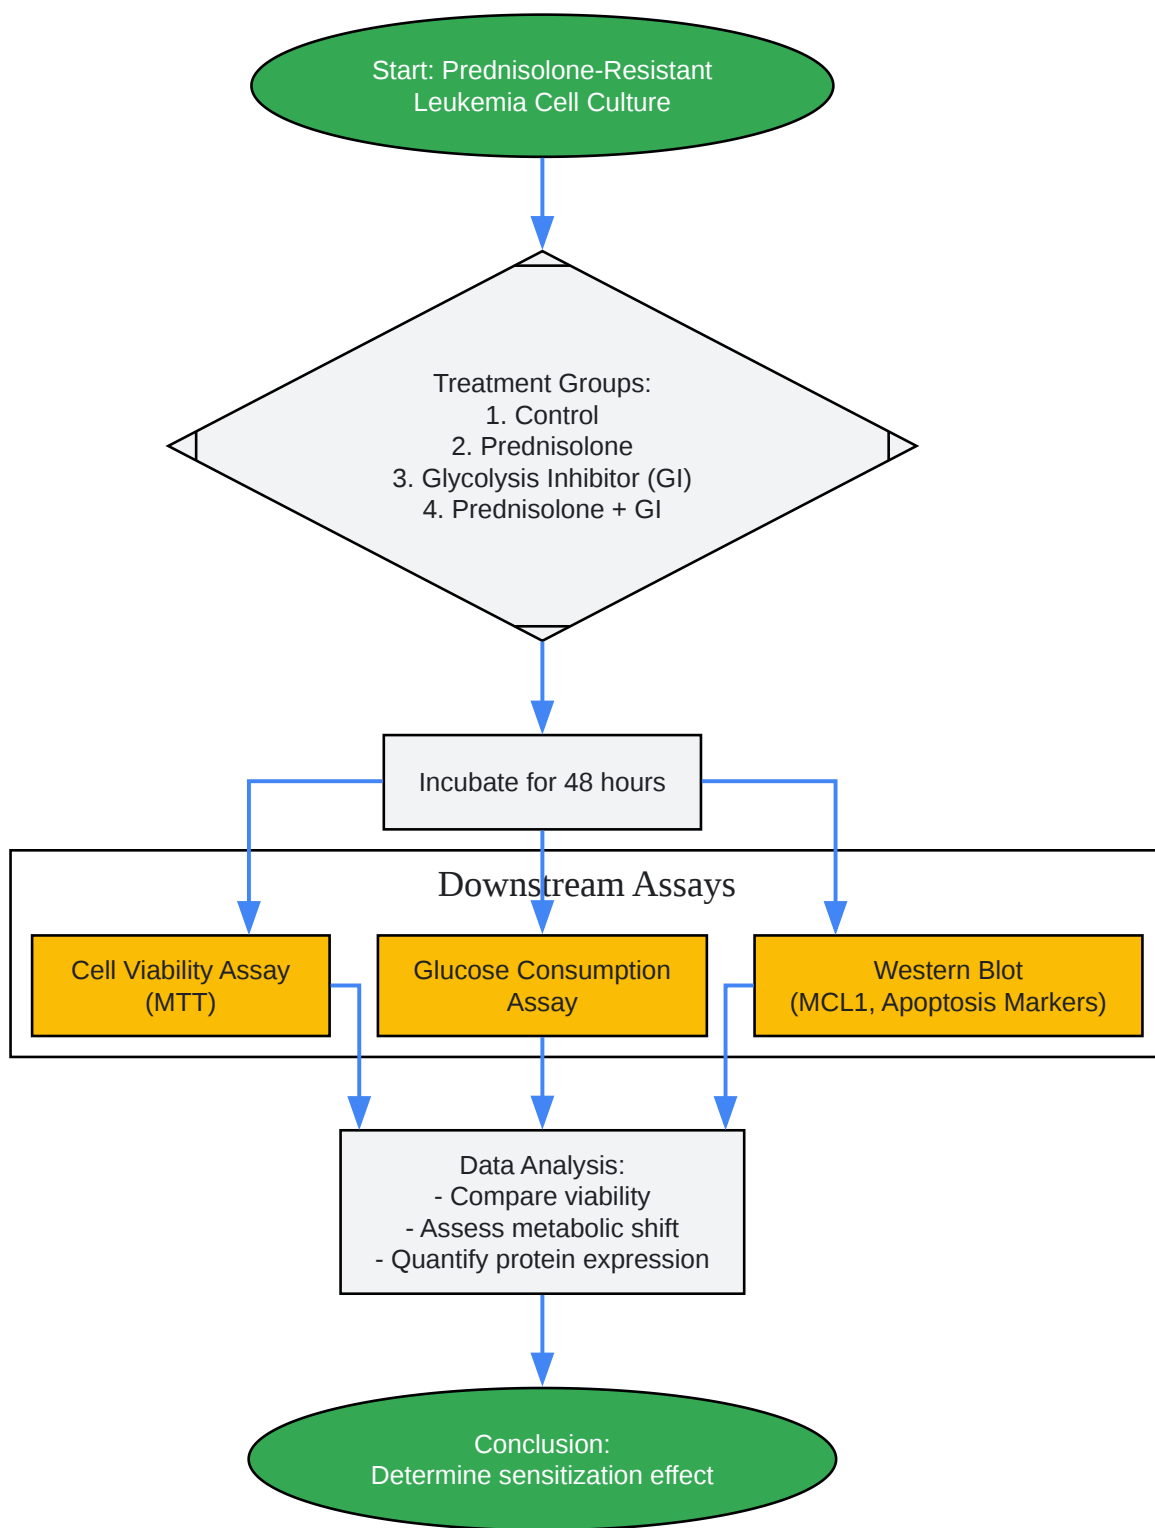 Start: Prednisolone-Resistant
Leukemia Cell Culture
Treatment Groups:
1. Control
2. Prednisolone
3. Glycolysis Inhibitor (GI)
4. Prednisolone + GI
Incubate for 48 hours
Downstream Assays
Cell Viability Assay
(MTT)
Glucose Consumption
Assay
Western Blot
(MCL1, Apoptosis Markers)
Data Analysis:
- Compare viability
- Assess metabolic shift
- Quantify protein expression
Conclusion:
Determine sensitization effect